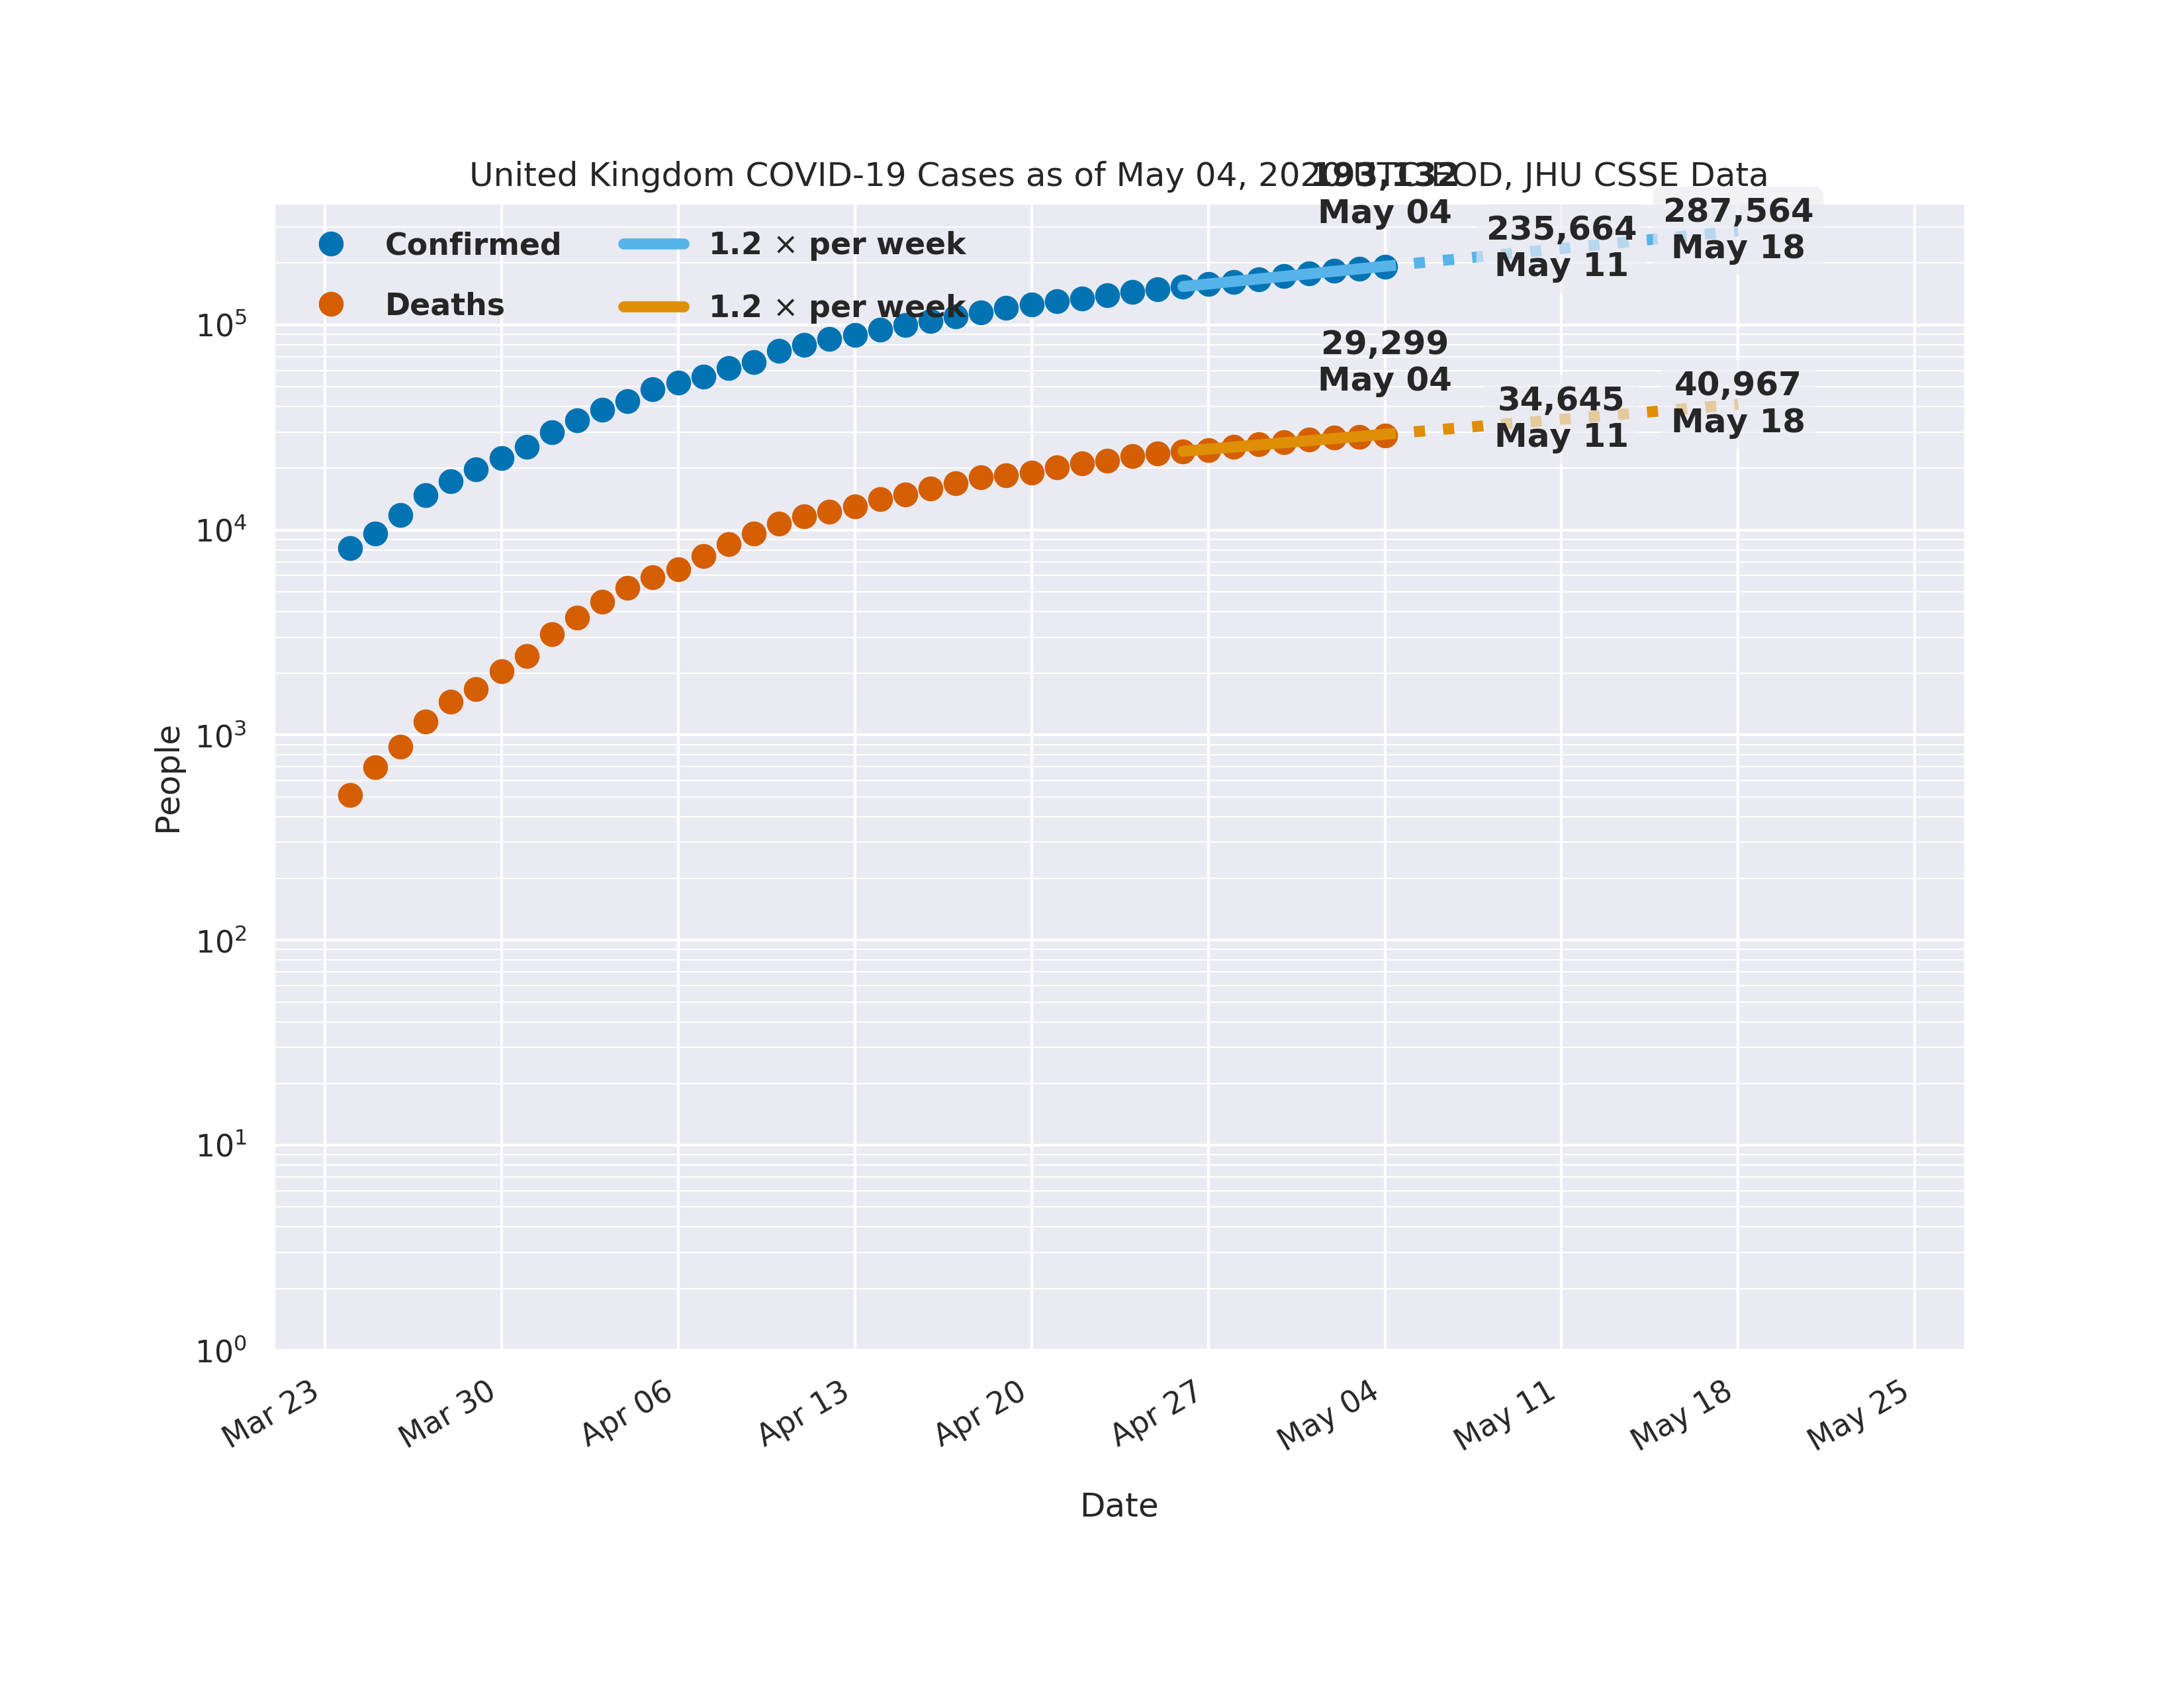 United Kingdom COVID-19 Cases as of May 04, 2020 UTC EOD, JHU CSSE Data
193,132
May 04
235,664
May 11
287,564
May 18
Confirmed
1.2 × per week
Deaths
1.2 × per week
29,299
May 04
34,645
May 11
40,967
May 18
People
10⁵
10⁴
10³
10²
10¹
10⁰
Mar 23
Mar 30
Apr 06
Apr 13
Apr 20
Apr 27
May 04
May 11
May 18
May 25
Date